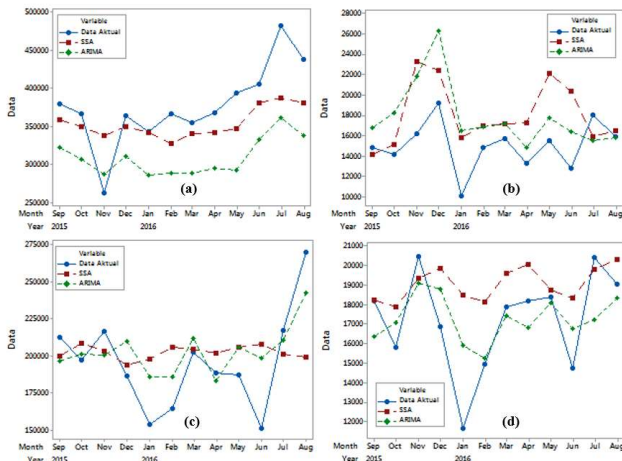 Variable
Data Aktual
SSA
ARIMA
500000
450000
400000
350000
300000
250000
Data
(a)
Month Sep Oct Nov Dec Jan Feb Mar Apr May Jun Jul Aug
Year 2015 2016
28000
26000
24000
22000
20000
18000
16000
14000
12000
10000
Data
Variable
Data Aktual
SSA
ARIMA
(b)
Month Sep Oct Nov Dec Jan Feb Mar Apr May Jun Jul Aug
Year 2015 2016
275000
250000
225000
200000
175000
150000
Data
Variable
Data Aktual
SSA
ARIMA
(c)
Month Sep Oct Nov Dec Jan Feb Mar Apr May Jun Jul Aug
Year 2015 2016
21000
20000
19000
18000
17000
16000
15000
14000
13000
12000
Data
Variable
Data Aktual
SSA
ARIMA
(d)
Month Sep Oct Nov Dec Jan Feb Mar Apr May Jun Jul Aug
Year 2015 2016